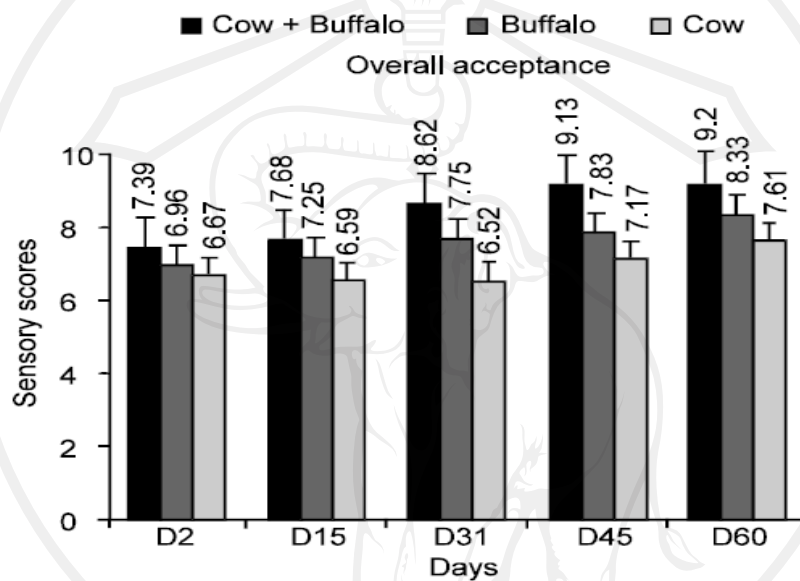 Cow + Buffalo Buffalo Cow
Overall acceptance
Sensory scores
10
8
6
4
2
0
7.39 6.96 6.67
7.68 7.25 6.59
8.62 7.75 6.52
9.13 7.83 7.17
9.2 8.33 7.61
D2 D15 D31 D45 D60
Days